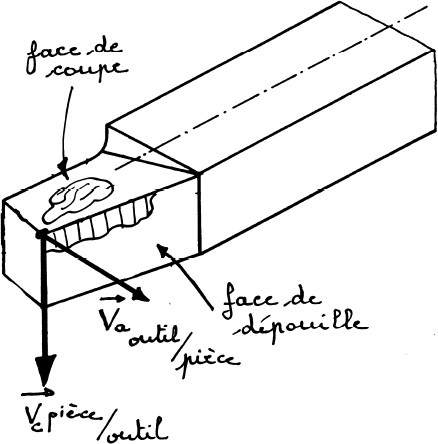 face de
coupe
face de
dépouille
Va outil/pièce
Vc pièce/outil